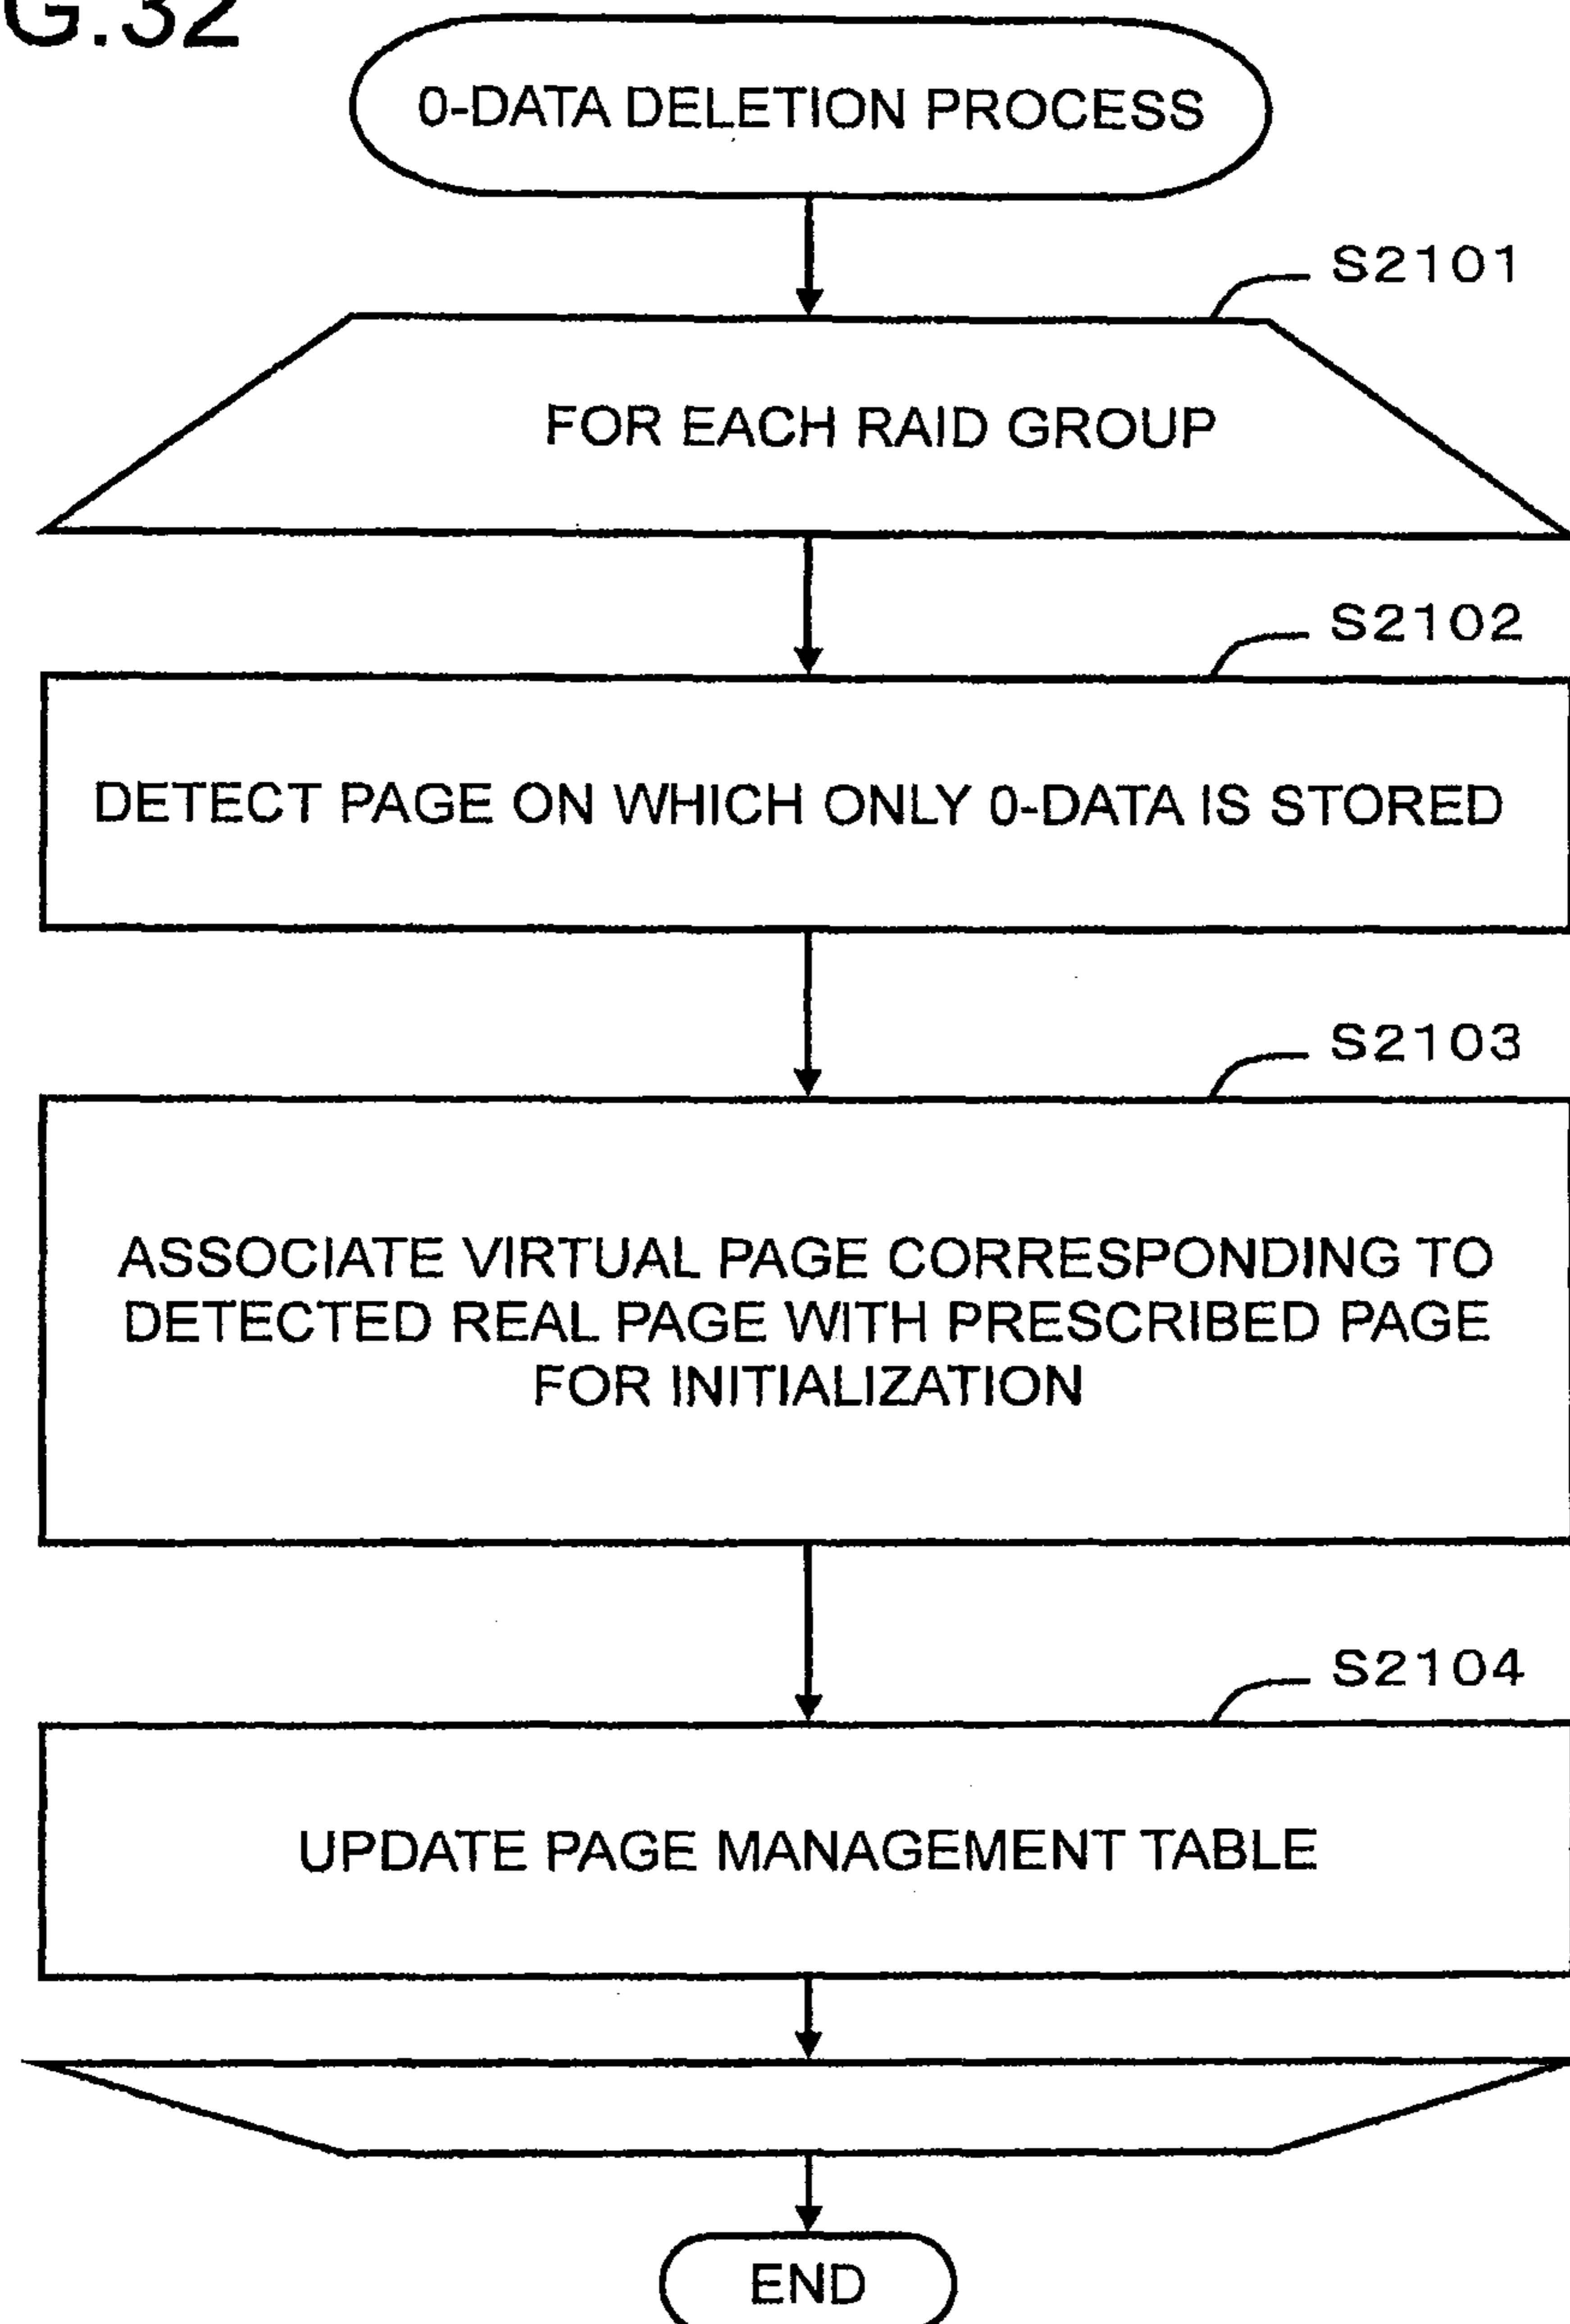 G.32
0-DATA DELETION PROCESS
S2101
FOR EACH RAID GROUP
S2102
DETECT PAGE ON WHICH ONLY 0-DATA IS STORED
S2103
ASSOCIATE VIRTUAL PAGE CORRESPONDING TO
DETECTED REAL PAGE WITH PRESCRIBED PAGE
FOR INITIALIZATION
S2104
UPDATE PAGE MANAGEMENT TABLE
END